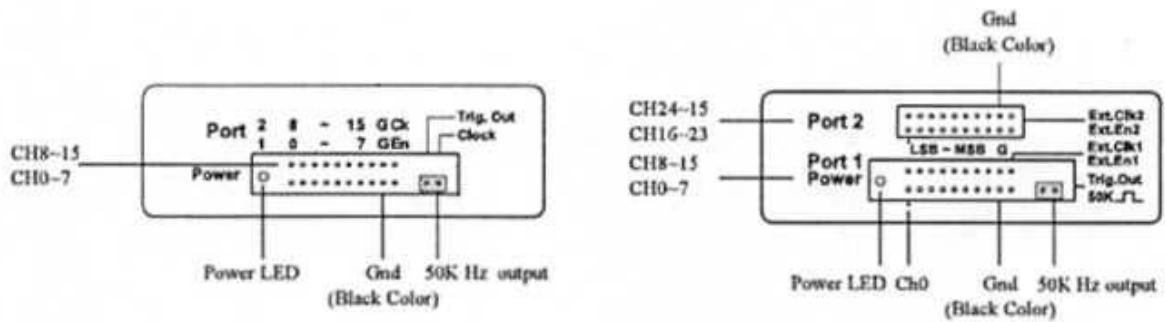 Port 2 8 ~ 15 G Ck
1 0 ~ 7 G En
Trig. Out
Clock
CH8~15
CH0~7
Power
Power LED
Gnd
(Black Color)
50K Hz output
Gnd
(Black Color)
CH24~15
CH16~23
Port 2
Ext.Clk2
Ext.En2
LSB ~ MSB G
Ext.Clk1
Ext.En1
CH8~15
CH0~7
Port 1
Power
Trig.Out
50K
Power LED
Ch0
Gnd
(Black Color)
50K Hz output